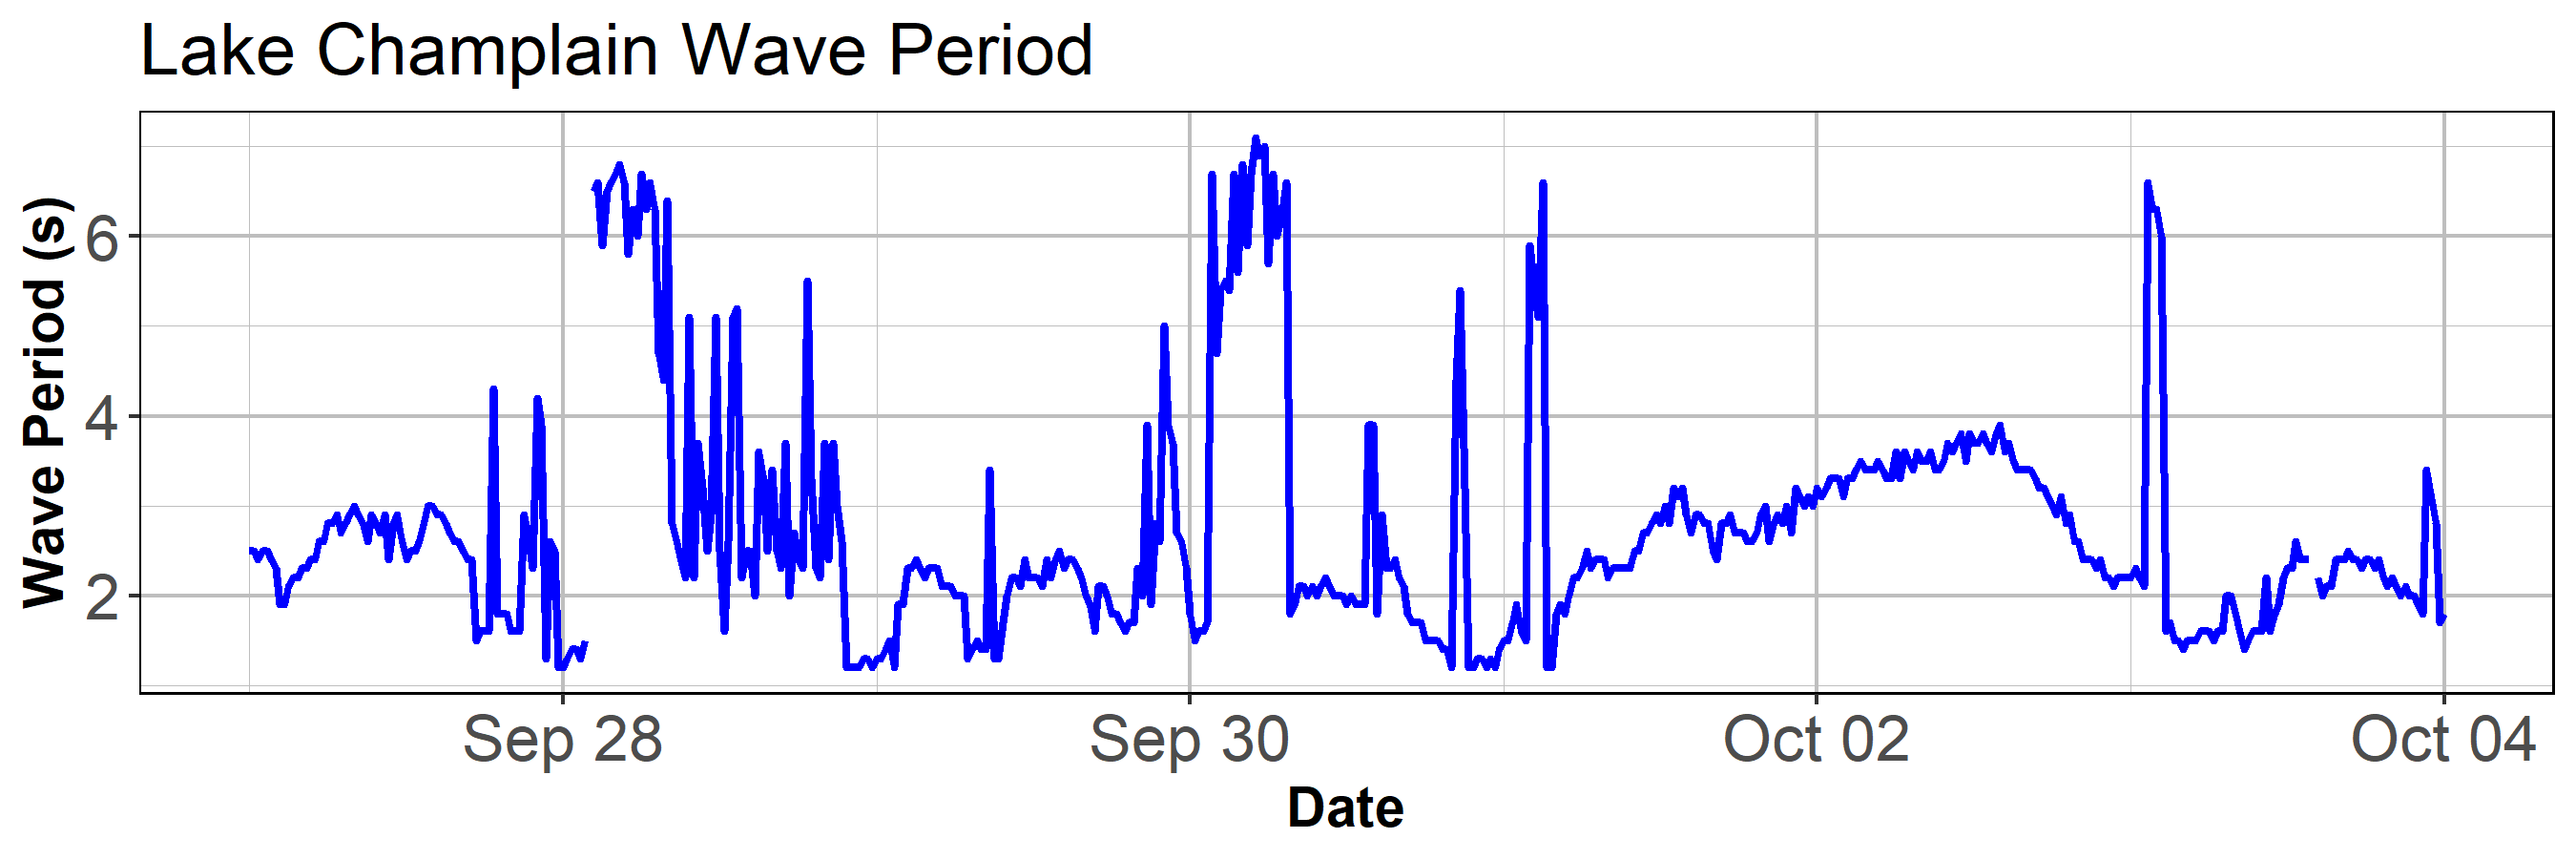 Lake Champlain Wave Period
Wave Period (s)
6
4
2
Sep 28
Sep 30
Oct 02
Oct 04
Date